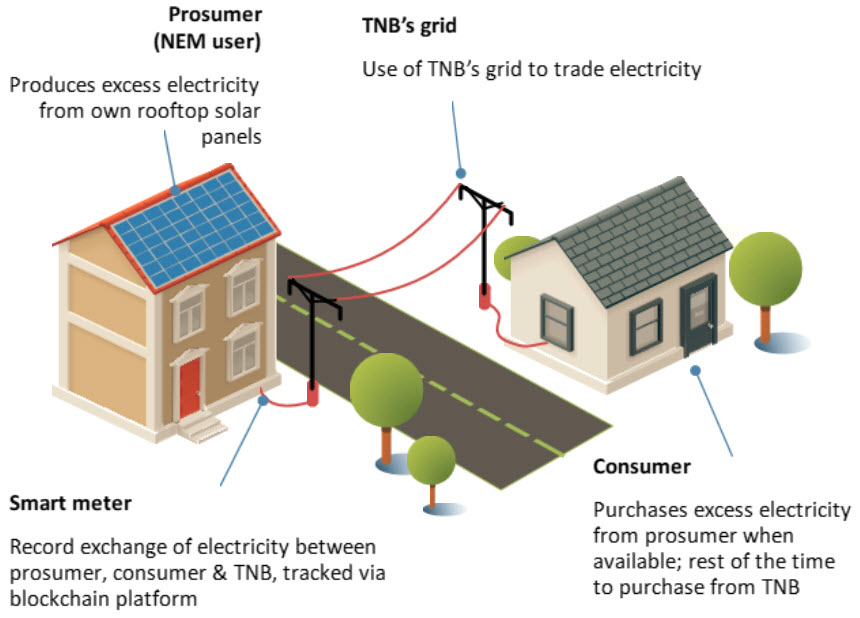 Prosumer
(NEM user)
Produces excess electricity
from own rooftop solar
panels
TNB's grid
Use of TNB's grid to trade electricity
Smart meter
Record exchange of electricity between
prosumer, consumer & TNB, tracked via
blockchain platform
Consumer
Purchases excess electricity
from prosumer when
available; rest of the time
to purchase from TNB